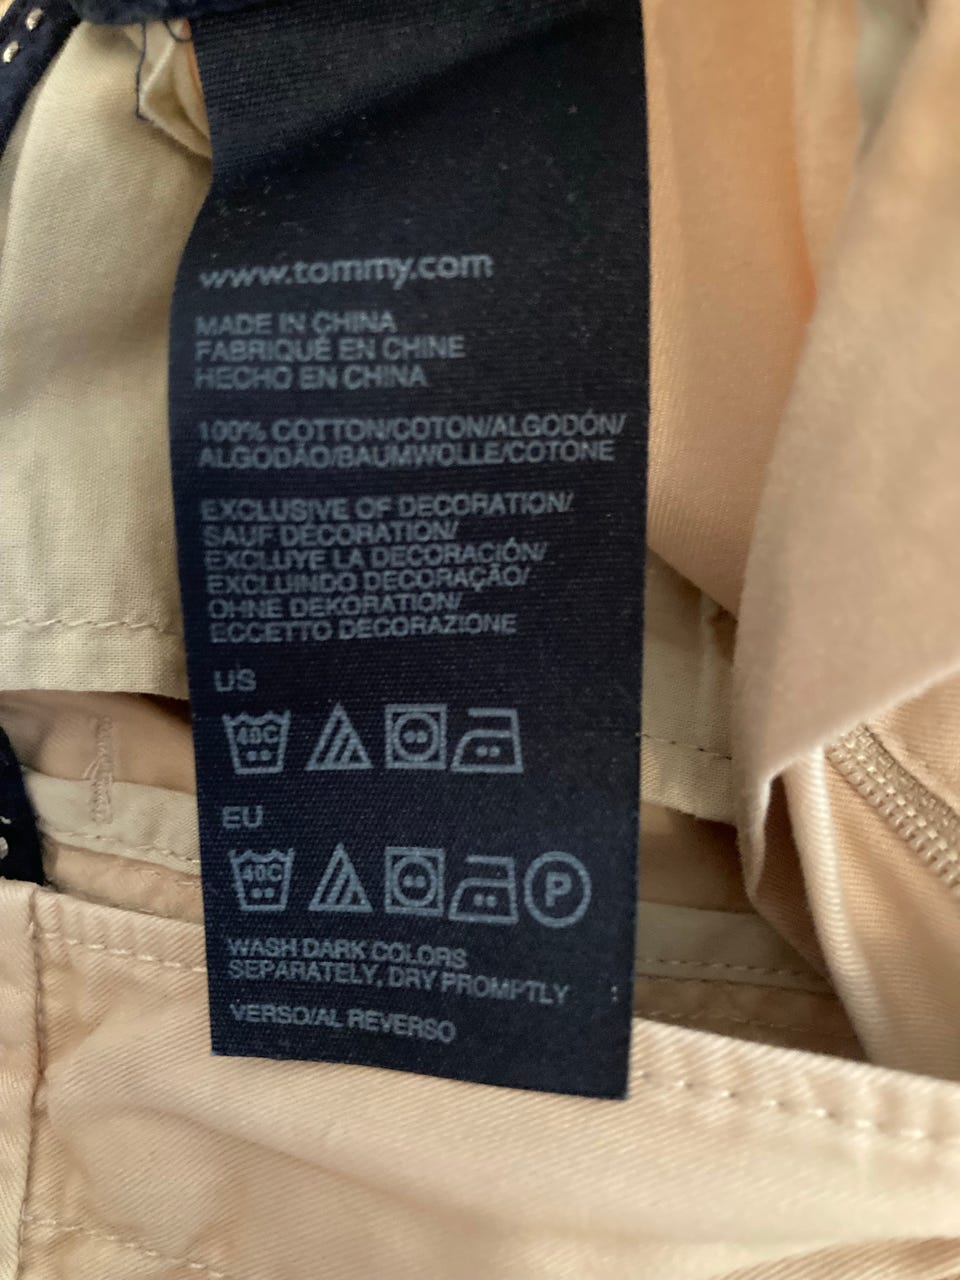 www.tommy.com
MADE IN CHINA
FABRIQUÉ EN CHINE
HECHO EN CHINA
100% COTTON/COTON/ALGODÓN/
ALGODÃO/BAUMWOLLE/COTONE
EXCLUSIVE OF DECORATION/
SAUF DÉCORATION/
EXCLUYE LA DECORACIÓN/
EXCLUINDO DECORAÇÃO/
OHNE DEKORATION/
ECCETTO DECORAZIONE
US
40C
EU
40C P
WASH DARK COLORS
SEPARATELY, DRY PROMPTLY
VERSO/AL REVERSO